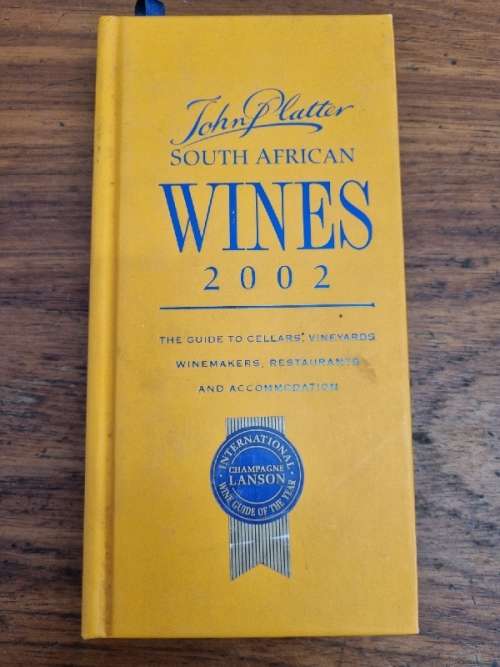 John Platter
SOUTH AFRICAN
WINES
2002
THE GUIDE TO CELLARS, VINEYARDS
WINEMAKERS, RESTAURANTS
AND ACCOMMODATION
INTERNATIONAL
CHAMPAGNE
LANSON
WINE GUIDE OF THE YEAR